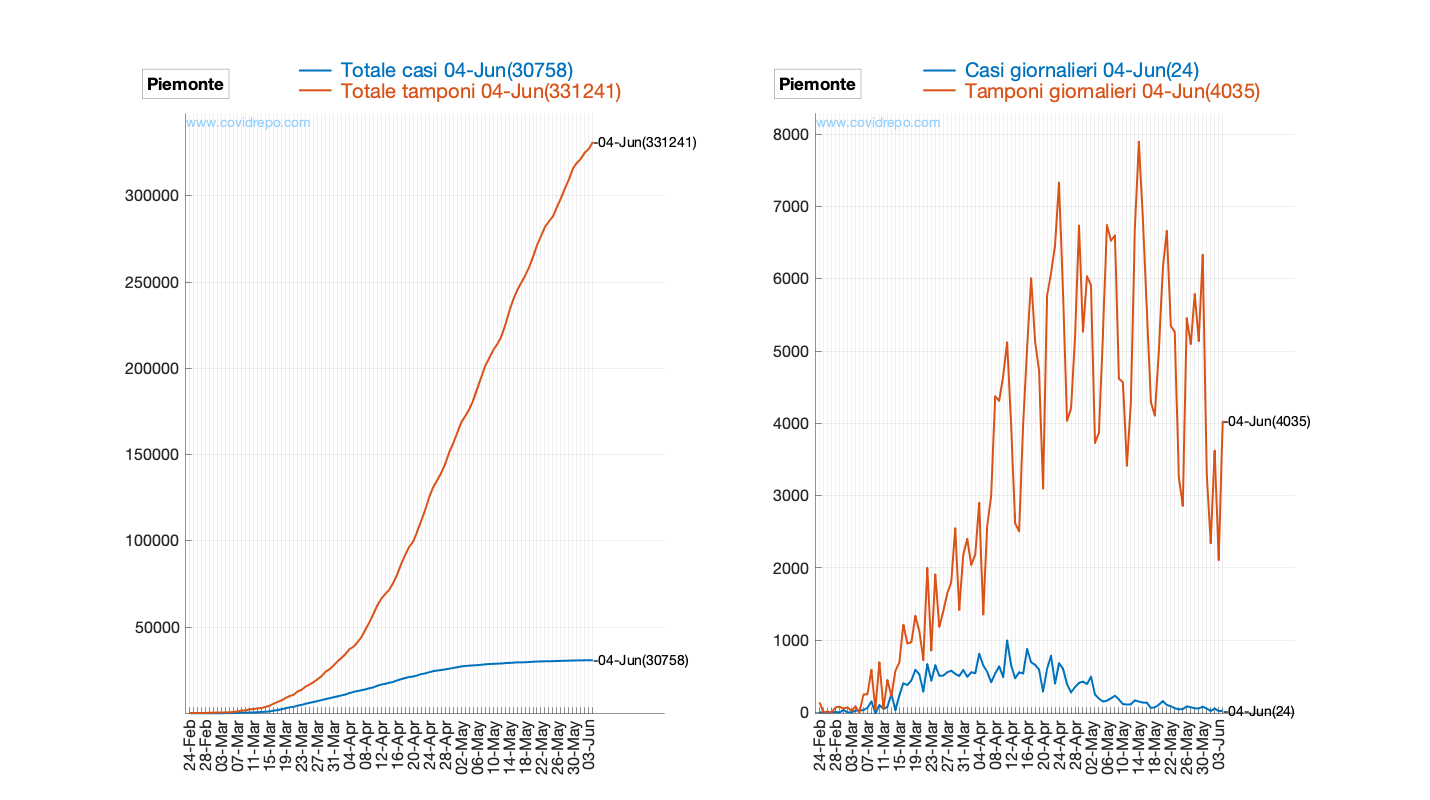 Piemonte
Totale casi 04-Jun(30758)
Totale tamponi 04-Jun(331241)
www.covidrepo.com
04-Jun(331241)
300000
250000
200000
150000
100000
50000
04-Jun(30758)
24-Feb
28-Feb
03-Mar
07-Mar
11-Mar
15-Mar
19-Mar
23-Mar
27-Mar
31-Mar
04-Apr
08-Apr
12-Apr
16-Apr
20-Apr
24-Apr
28-Apr
02-May
06-May
10-May
14-May
18-May
22-May
26-May
30-May
03-Jun
Piemonte
Casi giornalieri 04-Jun(24)
Tamponi giornalieri 04-Jun(4035)
www.covidrepo.com
8000
7000
6000
5000
4000
04-Jun(4035)
3000
2000
1000
0
04-Jun(24)
24-Feb
28-Feb
03-Mar
07-Mar
11-Mar
15-Mar
19-Mar
23-Mar
27-Mar
31-Mar
04-Apr
08-Apr
12-Apr
16-Apr
20-Apr
24-Apr
28-Apr
02-May
06-May
10-May
14-May
18-May
22-May
26-May
30-May
03-Jun